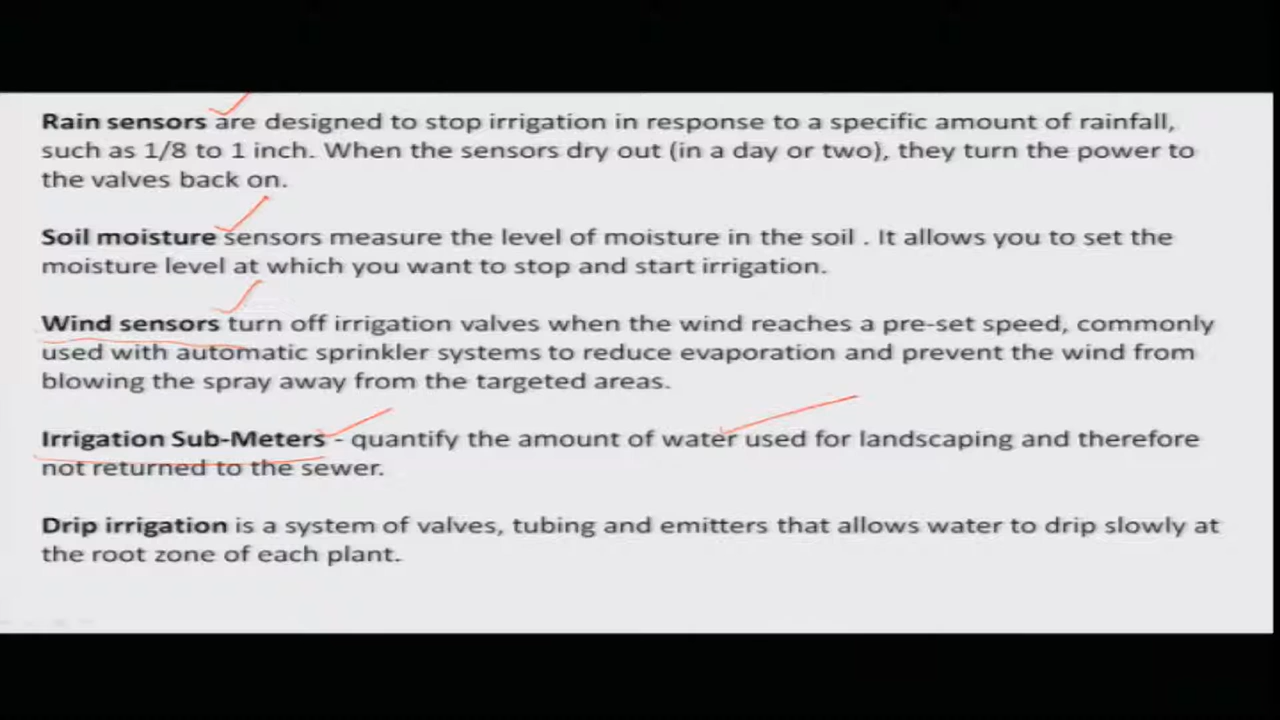 Rain sensors are designed to stop irrigation in response to a specific amount of rainfall,
such as 1/8 to 1 inch. When the sensors dry out (in a day or two), they turn the power to
the valves back on.
Soil moisture sensors measure the level of moisture in the soil . It allows you to set the
moisture level at which you want to stop and start irrigation.
Wind sensors turn off irrigation valves when the wind reaches a pre-set speed, commonly
used with automatic sprinkler systems to reduce evaporation and prevent the wind from
blowing the spray away from the targeted areas.
Irrigation Sub-Meters - quantify the amount of water used for landscaping and therefore
not returned to the sewer.
Drip irrigation is a system of valves, tubing and emitters that allows water to drip slowly at
the root zone of each plant.